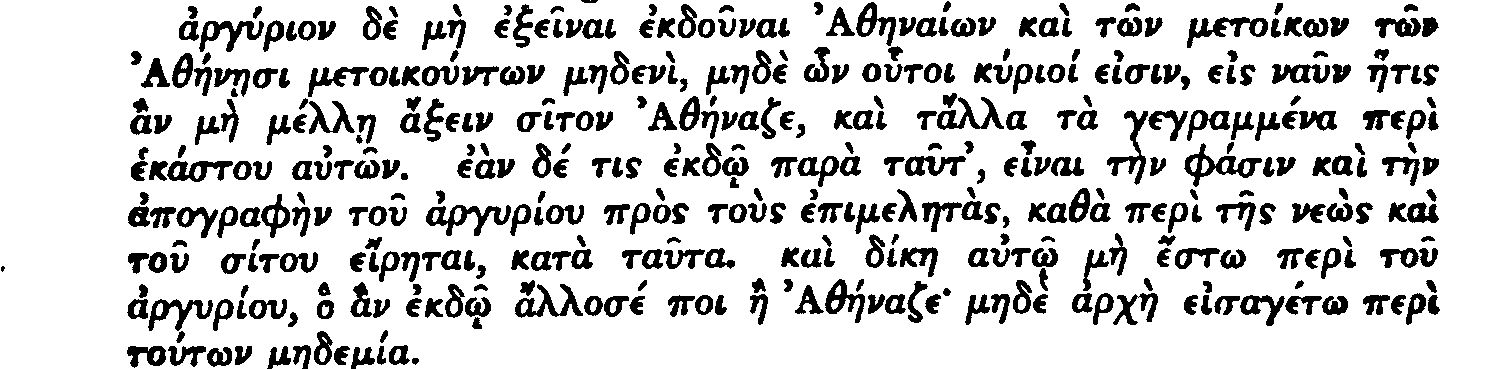 ἀργύριον δὲ μὴ ἐξεῖναι ἐκδοῦναι Ἀθηναίων καὶ τῶν μετοίκων τῶν
Ἀθήνησι μετοικούντων μηδενὶ, μηδὲ ὧν οὗτοι κύριοί εἰσιν, εἰς ναῦν ἥτις
ἂν μὴ μέλλῃ ἄξειν σῖτον Ἀθήναζε, καὶ τἄλλα τὰ γεγραμμένα περὶ
ἑκάστου αὐτῶν. ἐὰν δέ τις ἐκδῷ παρὰ ταῦτ’, εἶναι τὴν φάσιν καὶ τὴν
ἀπογραφὴν τοῦ ἀργυρίου πρὸς τοὺς ἐπιμελητὰς, καθὰ περὶ τῆς νεὼς καὶ
τοῦ σίτου εἴρηται, κατὰ ταῦτα. καὶ δίκη αὐτῷ μὴ ἔστω περὶ τοῦ
ἀργυρίου, ὃ ἂν ἐκδῷ ἄλλοσέ ποι ἢ Ἀθήναζε· μηδὲ ἀρχὴ εἰσαγέτω περὶ
τούτων μηδεμία.